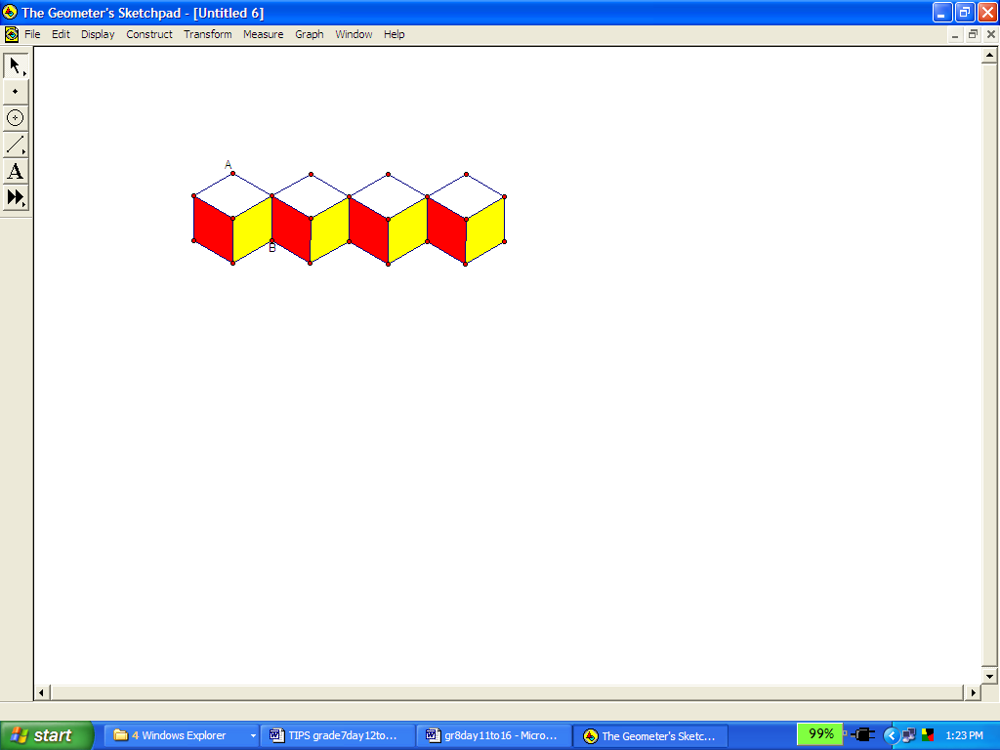 The Geometer's Sketchpad - [Untitled 6]
File Edit Display Construct Transform Measure Graph Window Help
A
A
B
start 4 Windows Explorer TIPS grade7day12to... gr8day11to16 - Micro... The Geometer's Sketc... 99% 1:23 PM